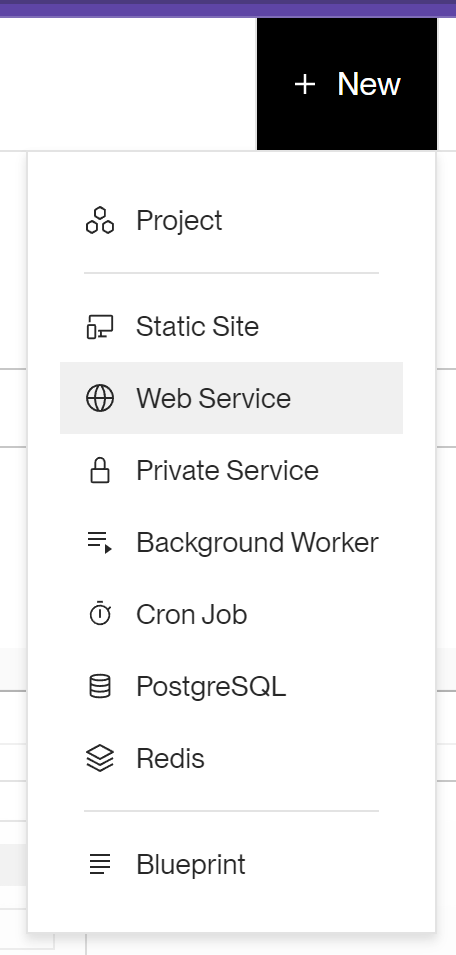 + New
Project
Static Site
Web Service
Private Service
Background Worker
Cron Job
PostgreSQL
Redis
Blueprint